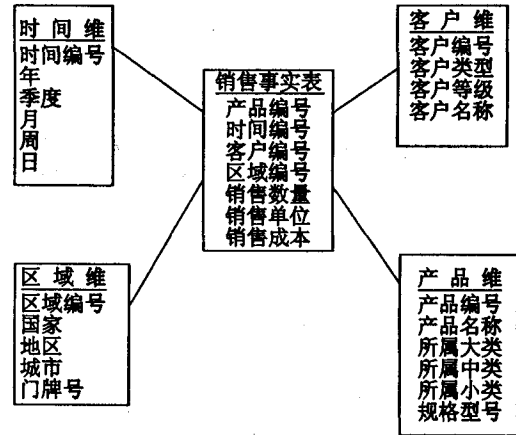 时间维
时间编号
年
季度
月
周
日
客户维
客户编号
客户类型
客户等级
客户名称
销售事实表
产品编号
时间编号
客户编号
区域编号
销售数量
销售单位
销售成本
区域维
区域编号
国家
地区
城市
门牌号
产品维
产品编号
产品名称
所属大类
所属中类
所属小类
规格型号